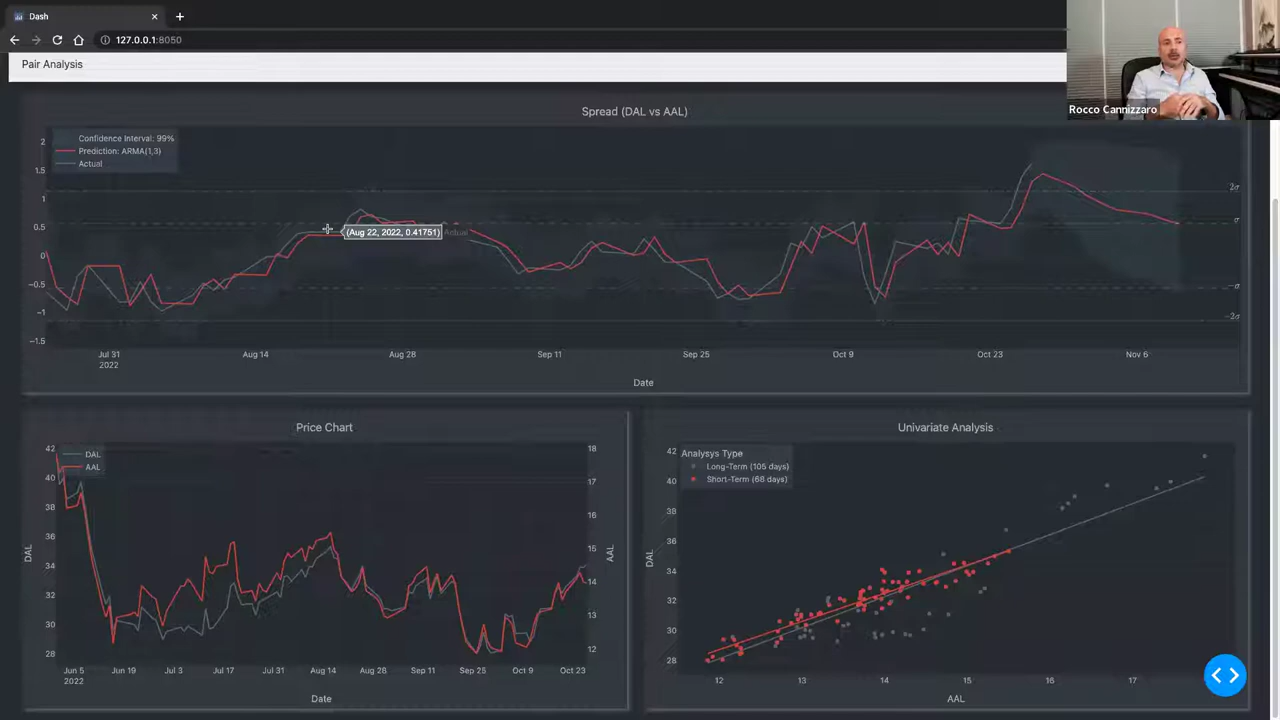 Dash
127.0.0.1:8050
Pair Analysis
Rocco Cannizzaro
Spread (DAL vs AAL)
Confidence Interval: 99%
Prediction: ARMA(1,3)
Actual
2
1.5
1
0.5
0
−0.5
−1
−1.5
2σ
σ
−σ
−2σ
(Aug 22, 2022, 0.41751) Actual
Jul 31 Aug 14 Aug 28 Sep 11 Sep 25 Oct 9 Oct 23 Nov 6
2022
Date
Price Chart
DAL
AAL
42
40
38
36
34
32
30
28
DAL
18
17
16
15
14
13
12
AAL
Jun 5 Jun 19 Jul 3 Jul 17 Jul 31 Aug 14 Aug 28 Sep 11 Sep 25 Oct 9 Oct 23
2022
Date
Univariate Analysis
Analysys Type
Long-Term (105 days)
Short-Term (68 days)
42
40
38
36
34
32
30
28
DAL
12 13 14 15 16 17
AAL